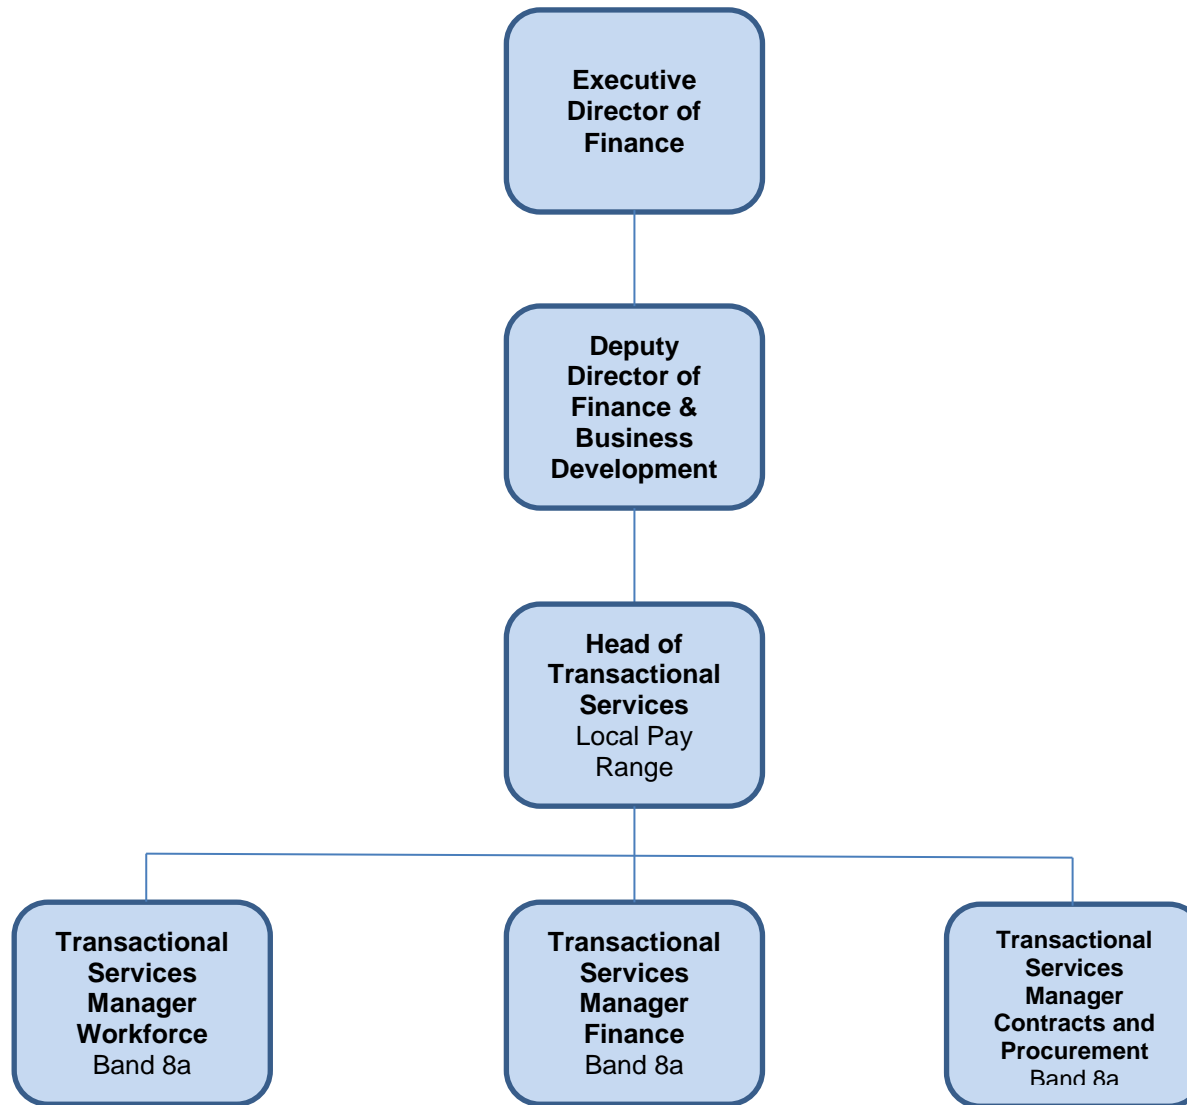 Executive
Director of
Finance
Deputy
Director of
Finance &
Business
Development
Head of
Transactional
Services
Local Pay
Range
Transactional
Services
Manager
Workforce
Band 8a
Transactional
Services
Manager
Finance
Band 8a
Transactional
Services
Manager
Contracts and
Procurement
Band 8a